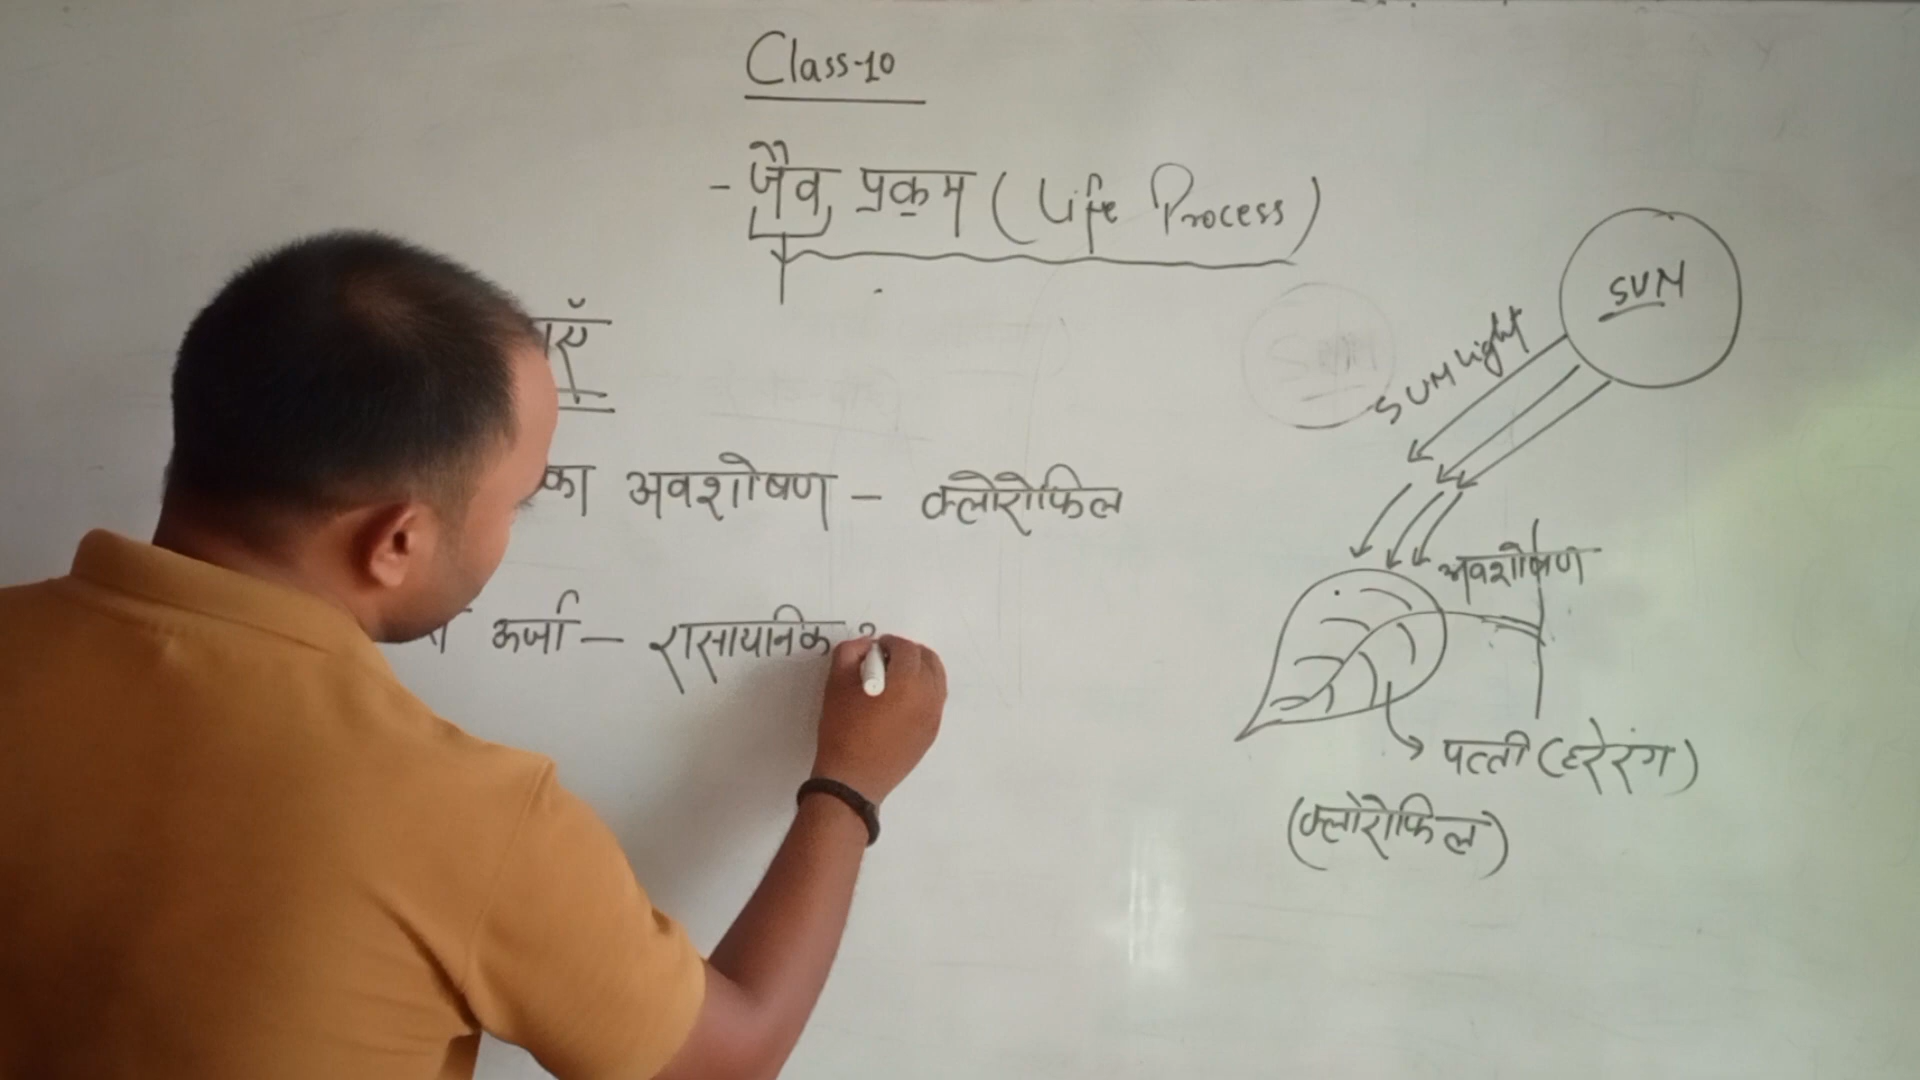 Class-10
- जैव प्रक्रम (Life Process)
SUN
SUN light
का अवशोषण - क्लोरोफिल
अवशोषण
ऊर्जा - रासायनिक
पत्ती (हरे रंग)
(क्लोरोफिल)